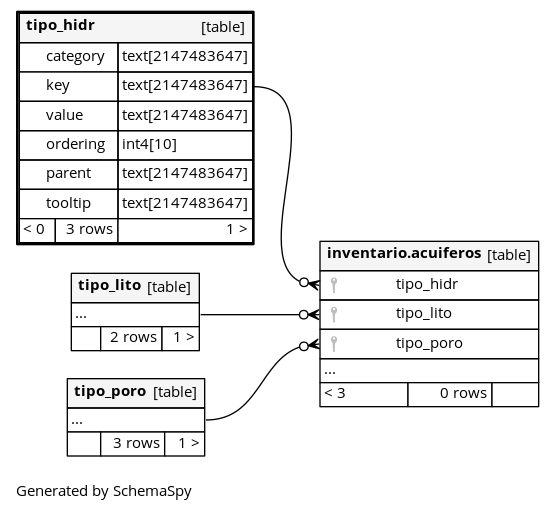 tipo_hidr [table]
category text[2147483647]
key text[2147483647]
value text[2147483647]
ordering int4[10]
parent text[2147483647]
tooltip text[2147483647]
< 0 3 rows 1 >
inventario.acuiferos [table]
tipo_hidr
tipo_lito
tipo_poro
...
< 3 0 rows
tipo_lito [table]
...
2 rows 1 >
tipo_poro [table]
...
3 rows 1 >
Generated by SchemaSpy